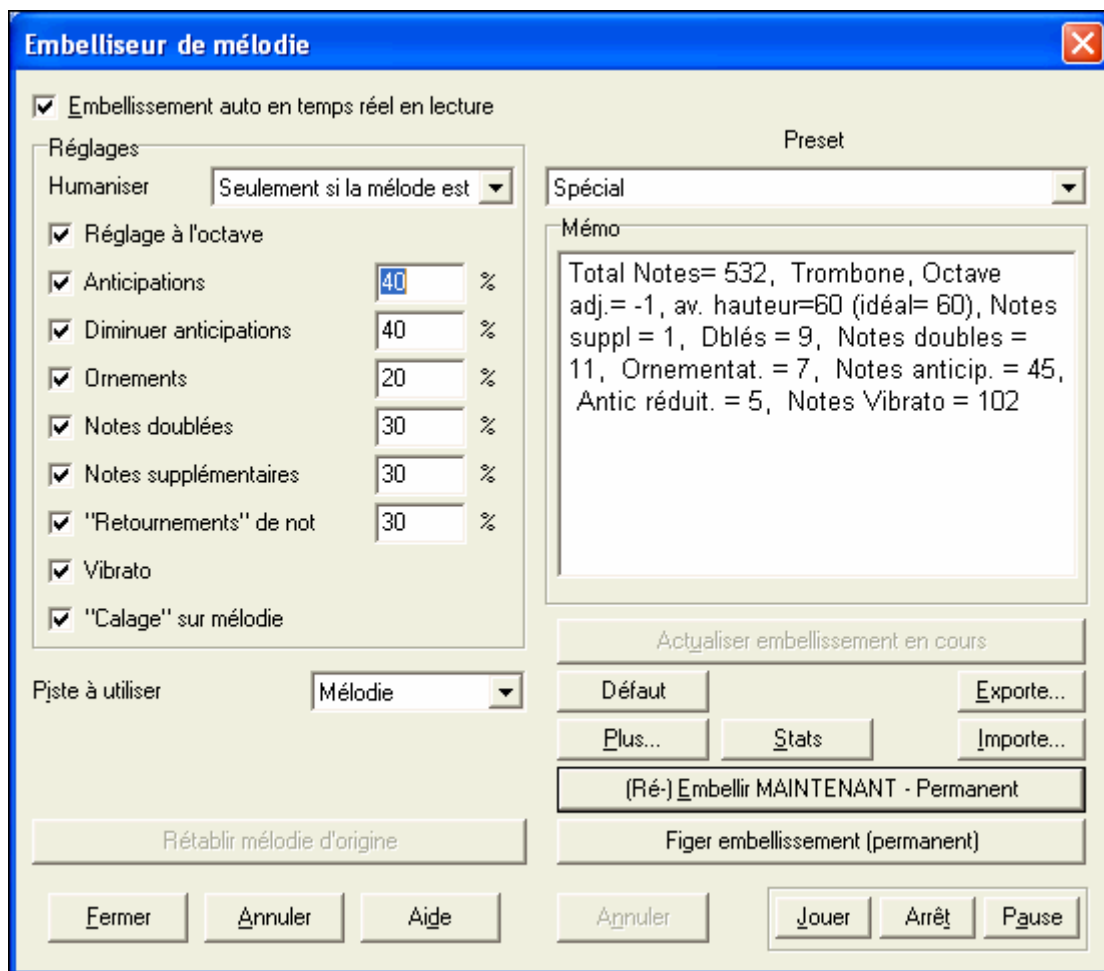 Embelliseur de mélodie
Embellissement auto en temps réel en lecture
Réglages
Humaniser Seulement si la mélode est
Réglage à l'octave
Anticipations 40 %
Diminuer anticipations 40 %
Ornements 20 %
Notes doublées 30 %
Notes supplémentaires 30 %
"Retournements" de not 30 %
Vibrato
"Calage" sur mélodie
Piste à utiliser Mélodie
Rétablir mélodie d'origine
Fermer Annuler Aide
Preset
Spécial
Mémo
Total Notes= 532, Trombone, Octave
adj.= -1, av. hauteur=60 (idéal= 60), Notes
suppl = 1, Dblés = 9, Notes doubles =
11, Ornementat. = 7, Notes anticip. = 45,
Antic réduit. = 5, Notes Vibrato = 102
Actualiser embellissement en cours
Défaut Exporte...
Plus... Stats Importe...
(Ré-) Embellir MAINTENANT - Permanent
Figer embellissement (permanent)
Annuler Jouer Arrêt Pause